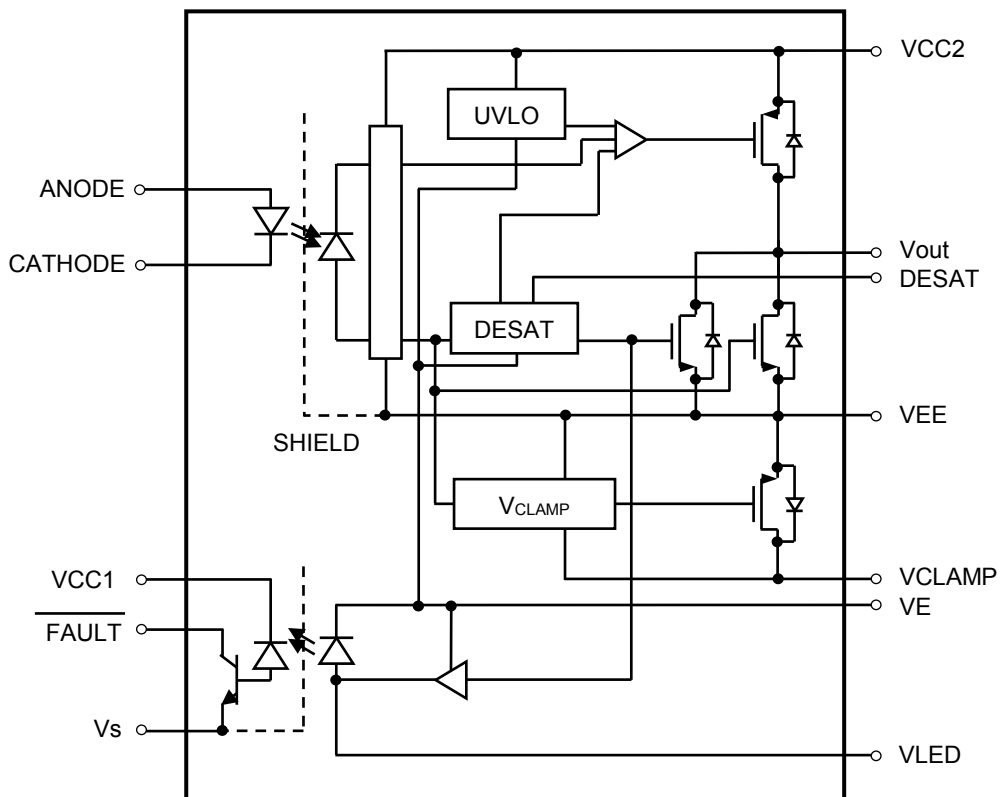 VCC2
UVLO
ANODE
CATHODE
Vout
DESAT
DESAT
VEE
SHIELD
VCLAMP
VCC1
VCLAMP
VE
FAULT
Vs
VLED